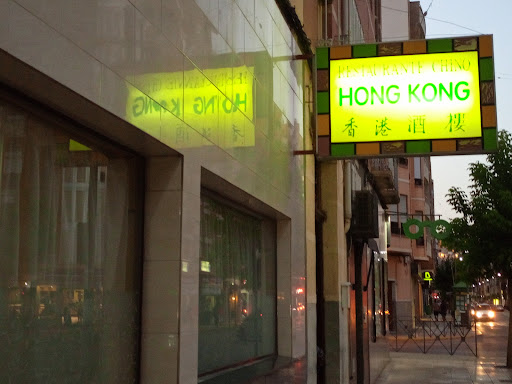 RESTAURANTE CHINO
HONG KONG
香港酒樓